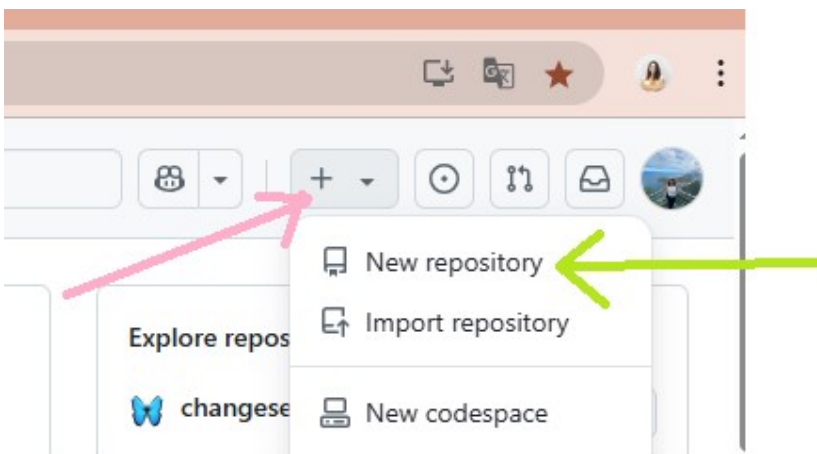 New repository
Import repository
Explore repos
changese
New codespace